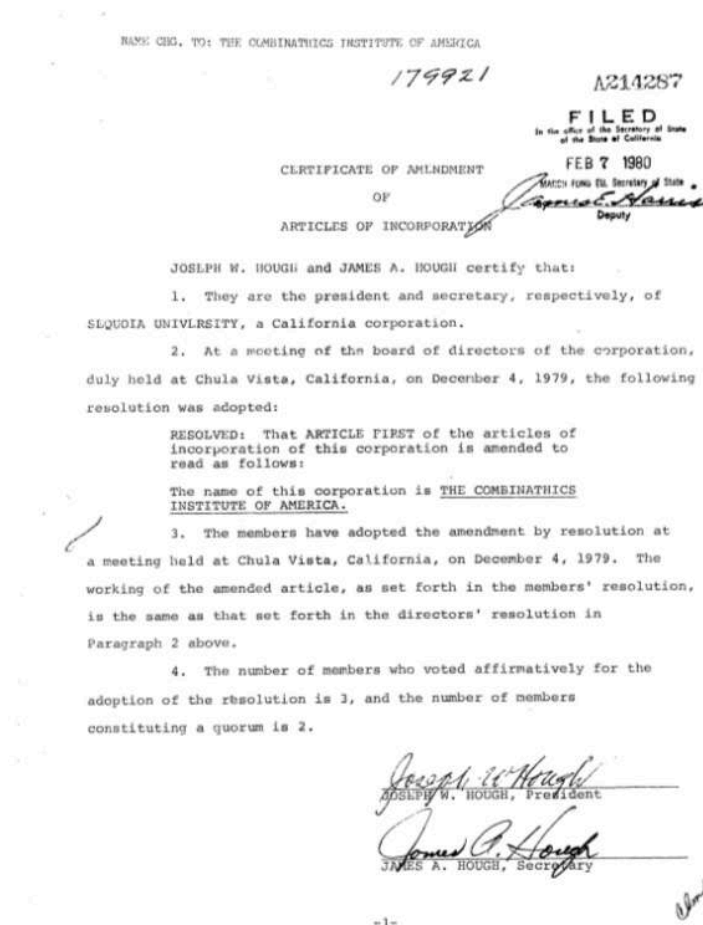 NAME CHG. TO: THE COMBINATHICS INSTITUTE OF AMERICA
179921
A214287
FILED
In the office of the Secretary of State
of the State of California
FEB 7 1980
MARCH FONG EU, Secretary of State
James E. Harris
Deputy
CERTIFICATE OF AMENDMENT
OF
ARTICLES OF INCORPORATION
JOSEPH W. HOUGH and JAMES A. HOUGH certify that:
1. They are the president and secretary, respectively, of
SEQUOIA UNIVERSITY, a California corporation.
2. At a meeting of the board of directors of the corporation,
duly held at Chula Vista, California, on December 4, 1979, the following
resolution was adopted:
RESOLVED: That ARTICLE FIRST of the articles of
incorporation of this corporation is amended to
read as follows:
The name of this corporation is THE COMBINATHICS
INSTITUTE OF AMERICA.
3. The members have adopted the amendment by resolution at
a meeting held at Chula Vista, California, on December 4, 1979. The
working of the amended article, as set forth in the members' resolution,
is the same as that set forth in the directors' resolution in
Paragraph 2 above.
4. The number of members who voted affirmatively for the
adoption of the resolution is 3, and the number of members
constituting a quorum is 2.
Joseph W Hough
JOSEPH W. HOUGH, President
James A. Hough
JAMES A. HOUGH, Secretary
-1-